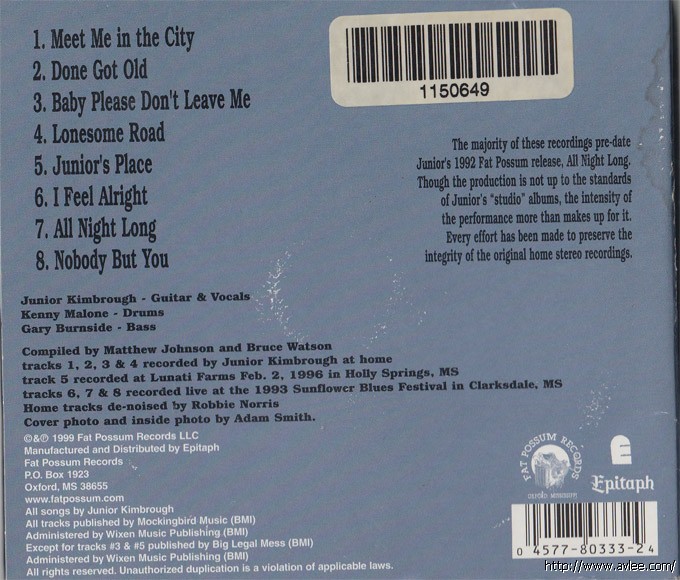 1. Meet Me in the City
2. Done Got Old
3. Baby Please Don't Leave Me
4. Lonesome Road
5. Junior's Place
6. I Feel Alright
7. All Night Long
8. Nobody But You
1150649
The majority of these recordings pre-date
Junior's 1992 Fat Possum release, All Night Long.
Though the production is not up to the standards
of Junior's "studio" albums, the intensity of
the performance more than makes up for it.
Every effort has been made to preserve the
integrity of the original home stereo recordings.
Junior Kimbrough - Guitar & Vocals
Kenny Malone - Drums
Gary Burnside - Bass
Compiled by Matthew Johnson and Bruce Watson
tracks 1, 2, 3 & 4 recorded by Junior Kimbrough at home
track 5 recorded at Lunati Farms Feb. 2, 1996 in Holly Springs, MS
tracks 6, 7 & 8 recorded live at the 1993 Sunflower Blues Festival in Clarksdale, MS
Home tracks de-noised by Robbie Norris
Cover photo and inside photo by Adam Smith.
©&℗ 1999 Fat Possum Records LLC
Manufactured and Distributed by Epitaph
Fat Possum Records
P.O. Box 1923
Oxford, MS 38655
www.fatpossum.com
All songs by Junior Kimbrough
All tracks published by Mockingbird Music (BMI)
Administered by Wixen Music Publishing (BMI)
Except for tracks #3 & #5 published by Big Legal Mess (BMI)
Administered by Wixen Music Publishing (BMI)
All rights reserved. Unauthorized duplication is a violation of applicable laws.
FAT POSSUM RECORDS
OXFORD MISSISSIPPI
Epitaph
0 45778-0333-2 4
http://www.avlee.com/